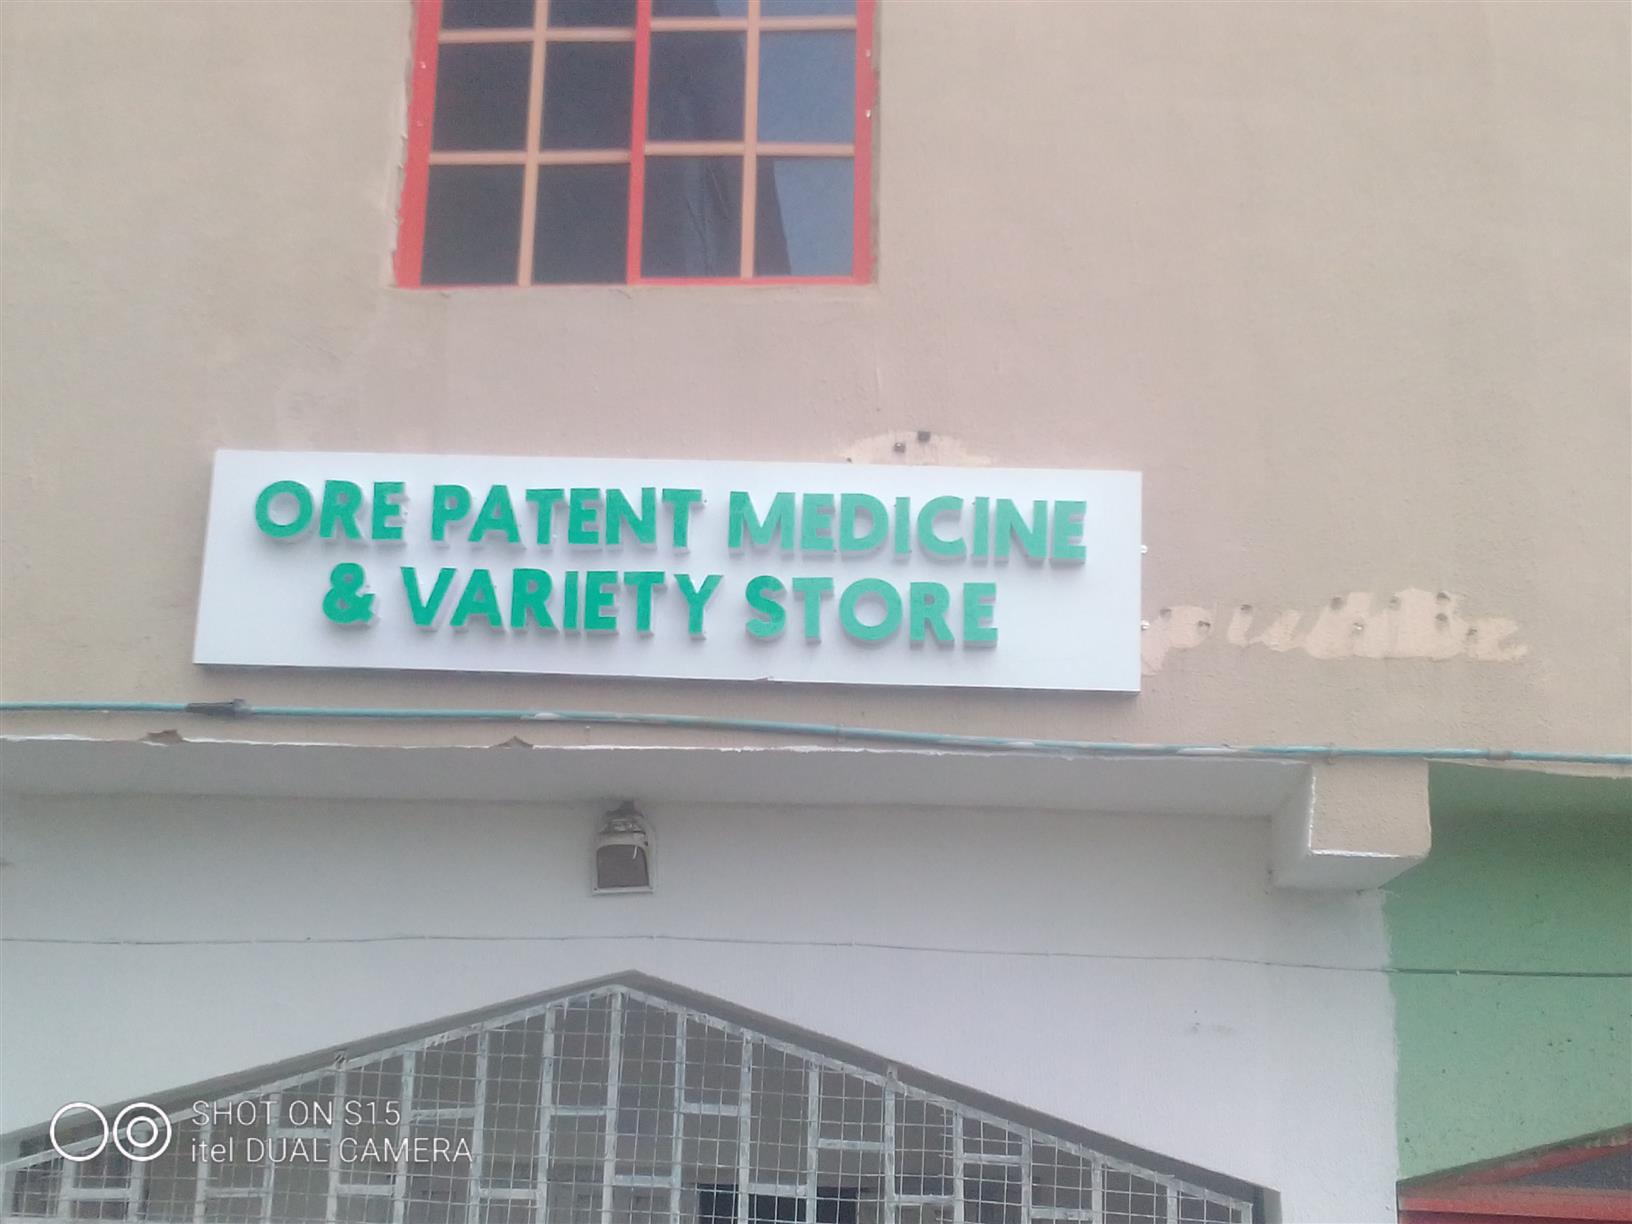 ORE PATENT MEDICINE
& VARIETY STORE
SHOT ON S15
itel DUAL CAMERA